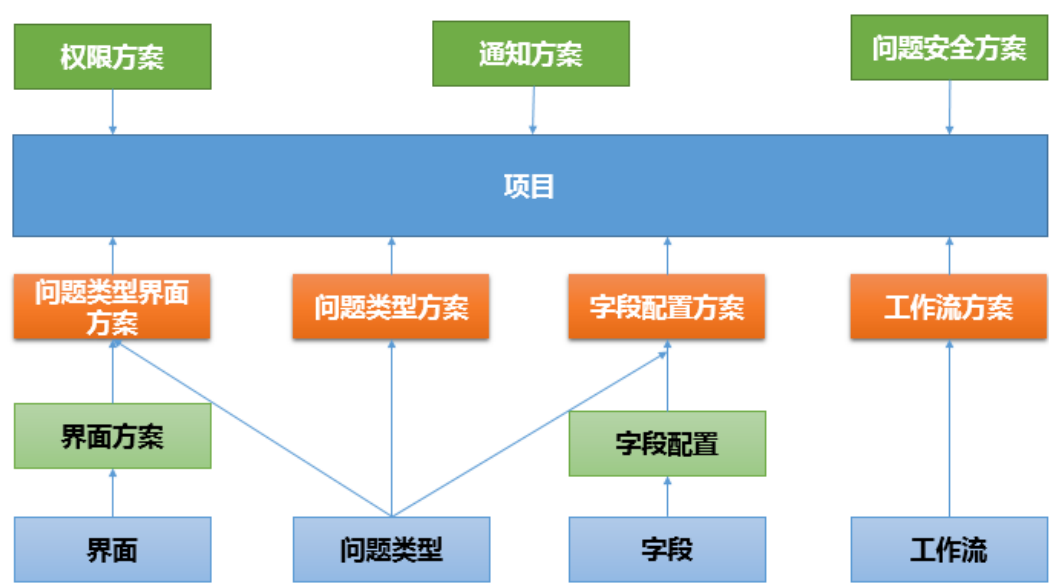 权限方案
通知方案
问题安全方案
项目
问题类型界面
方案
问题类型方案
字段配置方案
工作流方案
界面方案
字段配置
界面
问题类型
字段
工作流